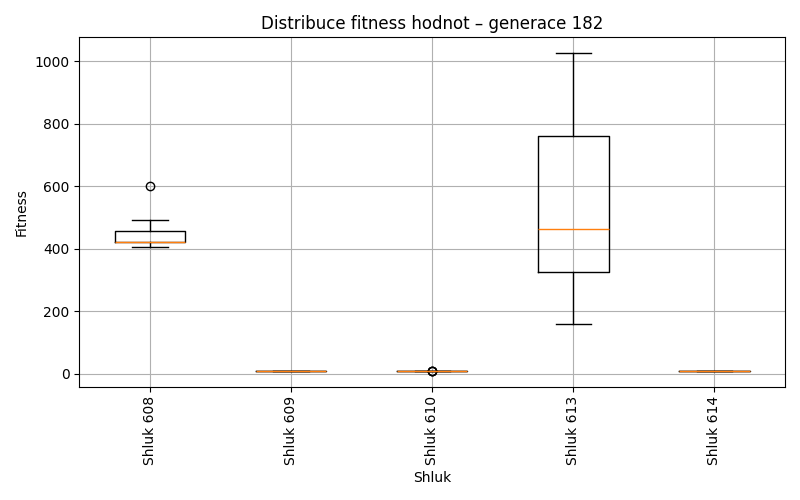 Distribuce fitness hodnot – generace 182
1000
800
600
400
200
0
Fitness
Shluk 608
Shluk 609
Shluk 610
Shluk 613
Shluk 614
Shluk